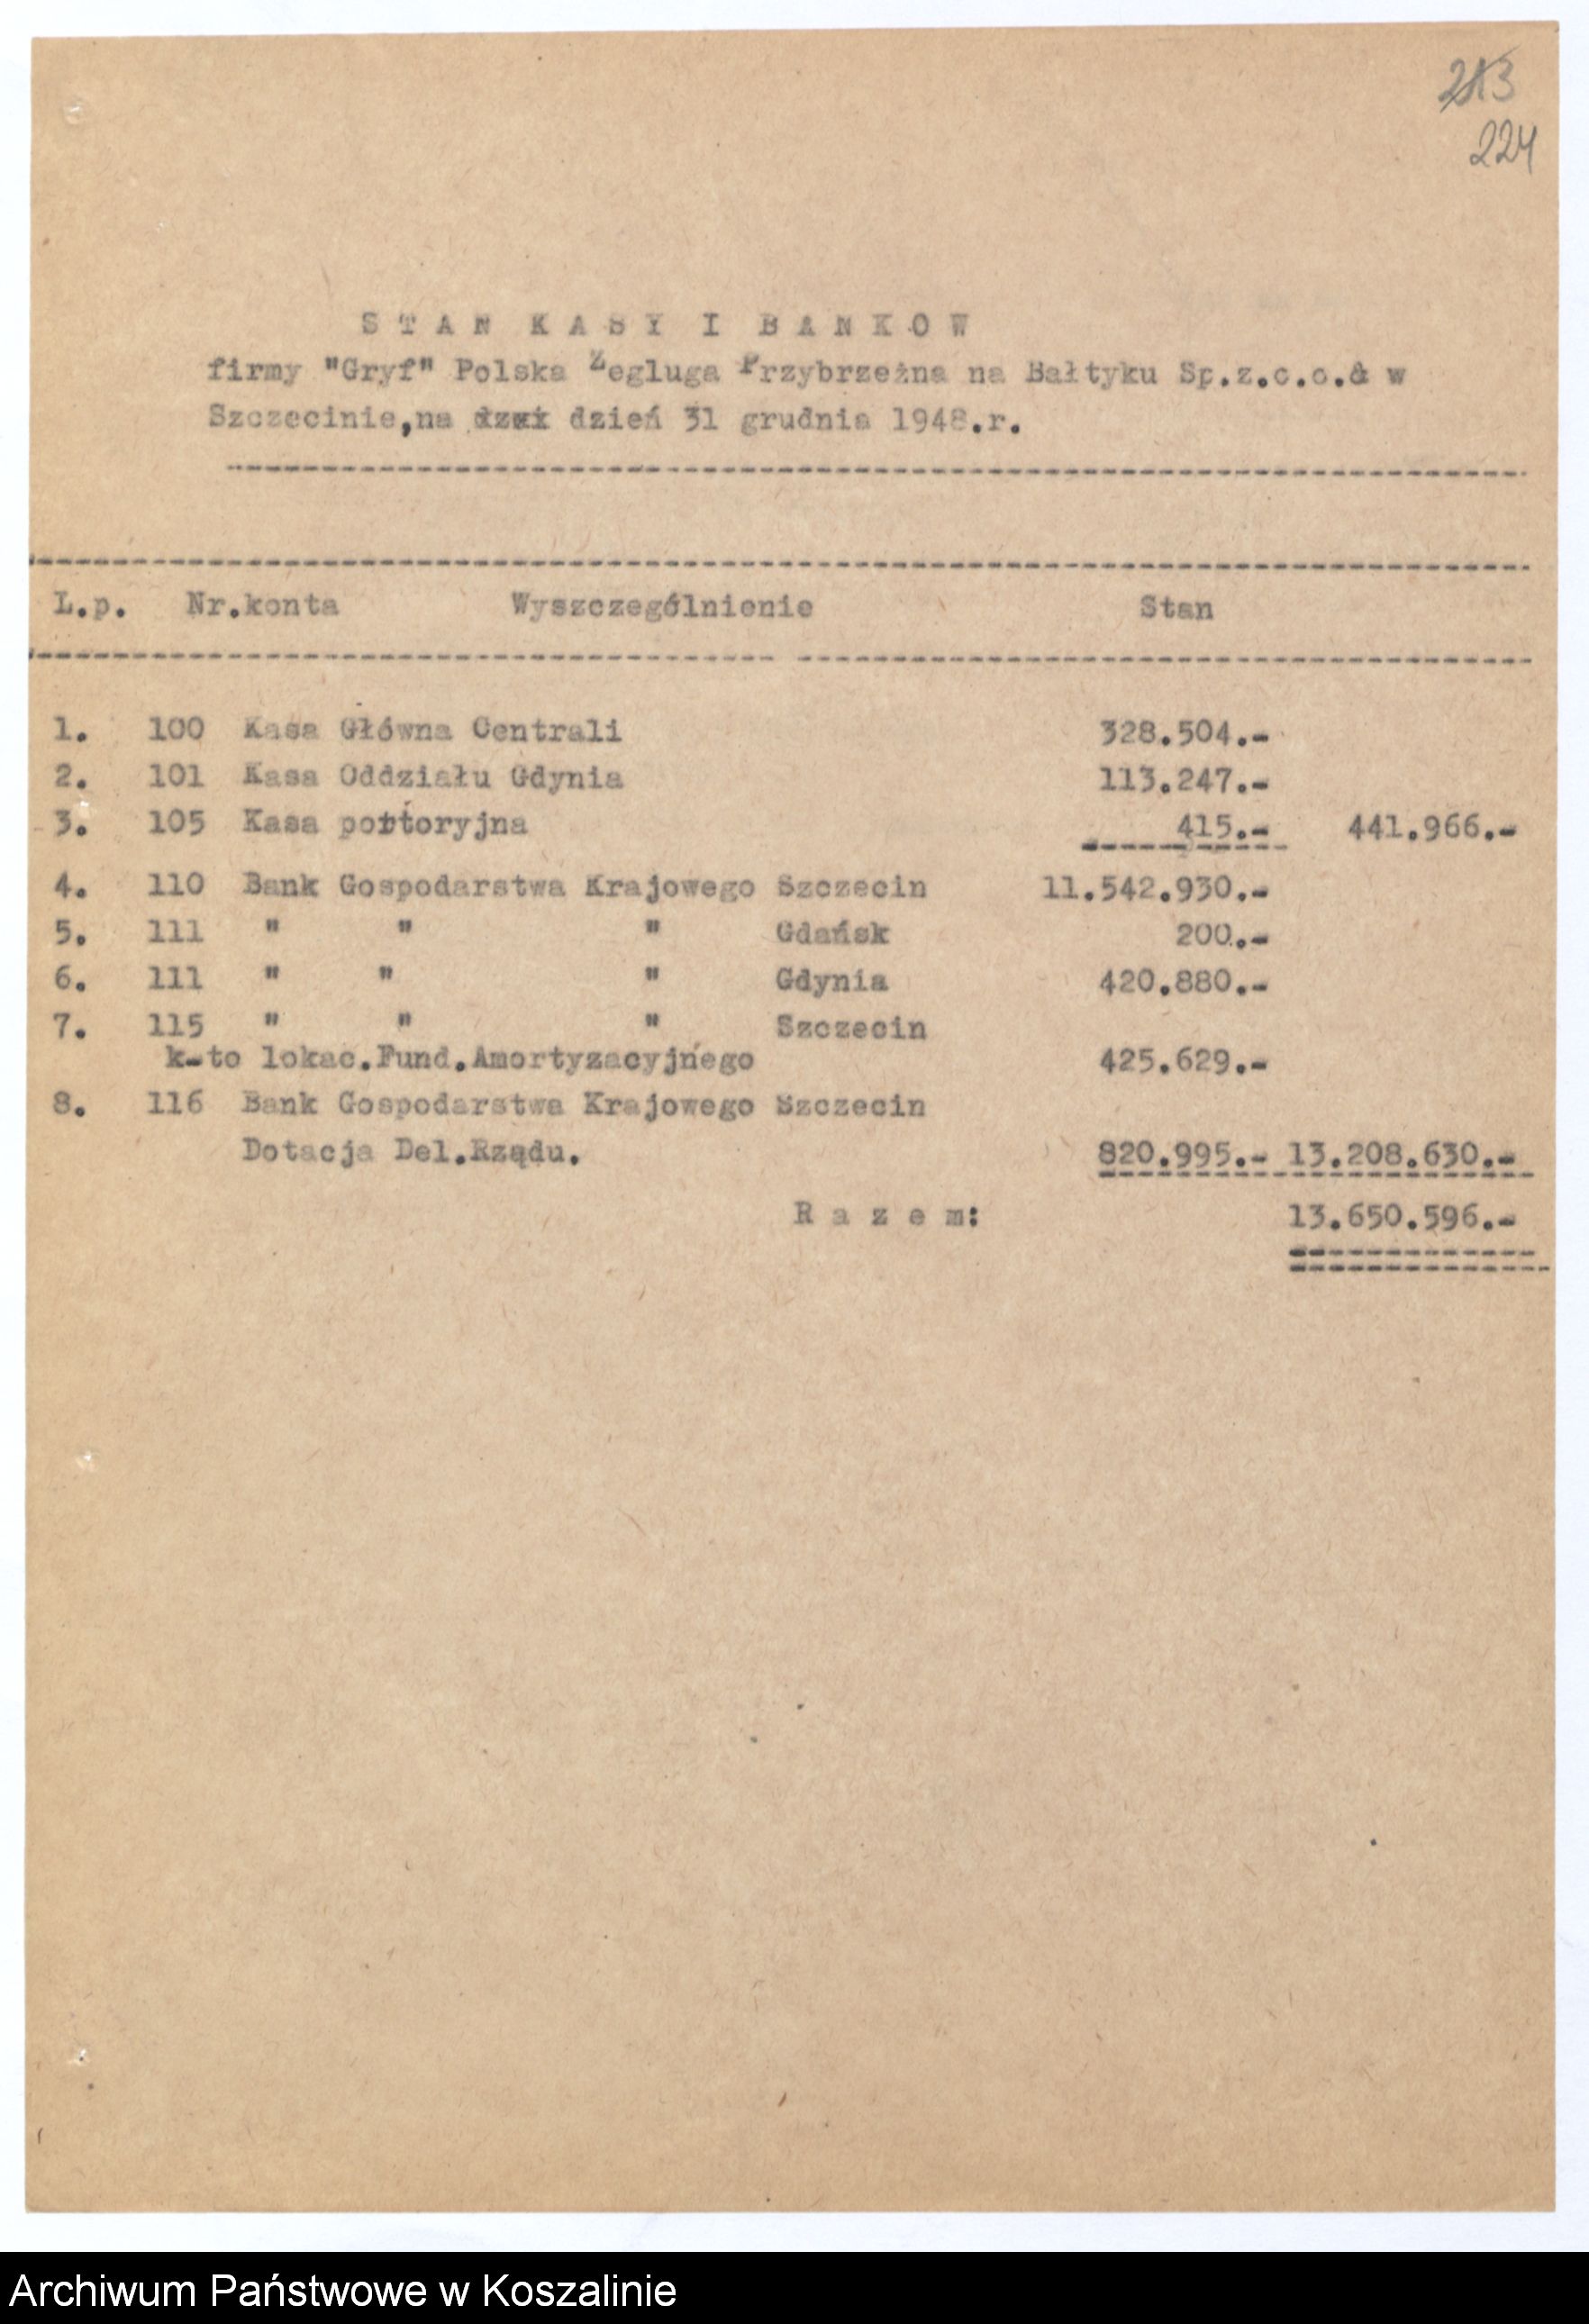 213
224
S T A N K A S Y I B A N K O W
firmy "Gryf" Polska Zegluga Przybrzeżna na Bałtyku Sp.z.o.o. w
Szczecinie,na dzień 31 grudnia 1948.r.
L.p. Nr.konta Wyszczególnienie Stan
1. 100 Kasa Główna Centrali 328.504.-
2. 101 Kasa Oddziału Gdynia 113.247.-
3. 105 Kasa portoryjna 415.- 441.966.-
4. 110 Bank Gospodarstwa Krajowego Szczecin 11.542.930.-
5. 111 " " " Gdańsk 200.-
6. 111 " " " Gdynia 420.880.-
7. 115 " " " Szczecin
k-to lokac.Fund.Amortyzacyjnego 425.629.-
8. 116 Bank Gospodarstwa Krajowego Szczecin
Dotacja Del.Rządu. 820.995.- 13.208.630.-
R a z e m: 13.650.596.-
Archiwum Państwowe w Koszalinie